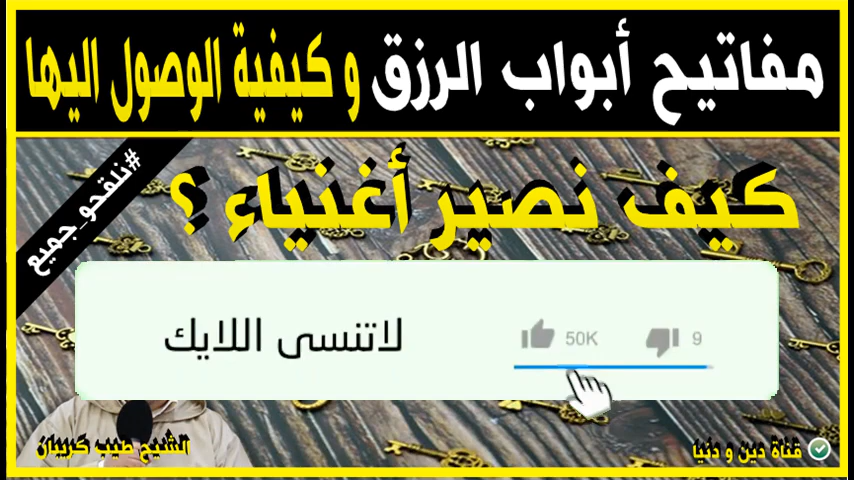 مفاتيح أبواب الرزق و كيفية الوصول اليها
#نلقحو_جميع
كيف نصير أغنياء ؟
لاتنسى اللايك
50K
9
الشيخ طيب كريبان
قناة دين و دنيا